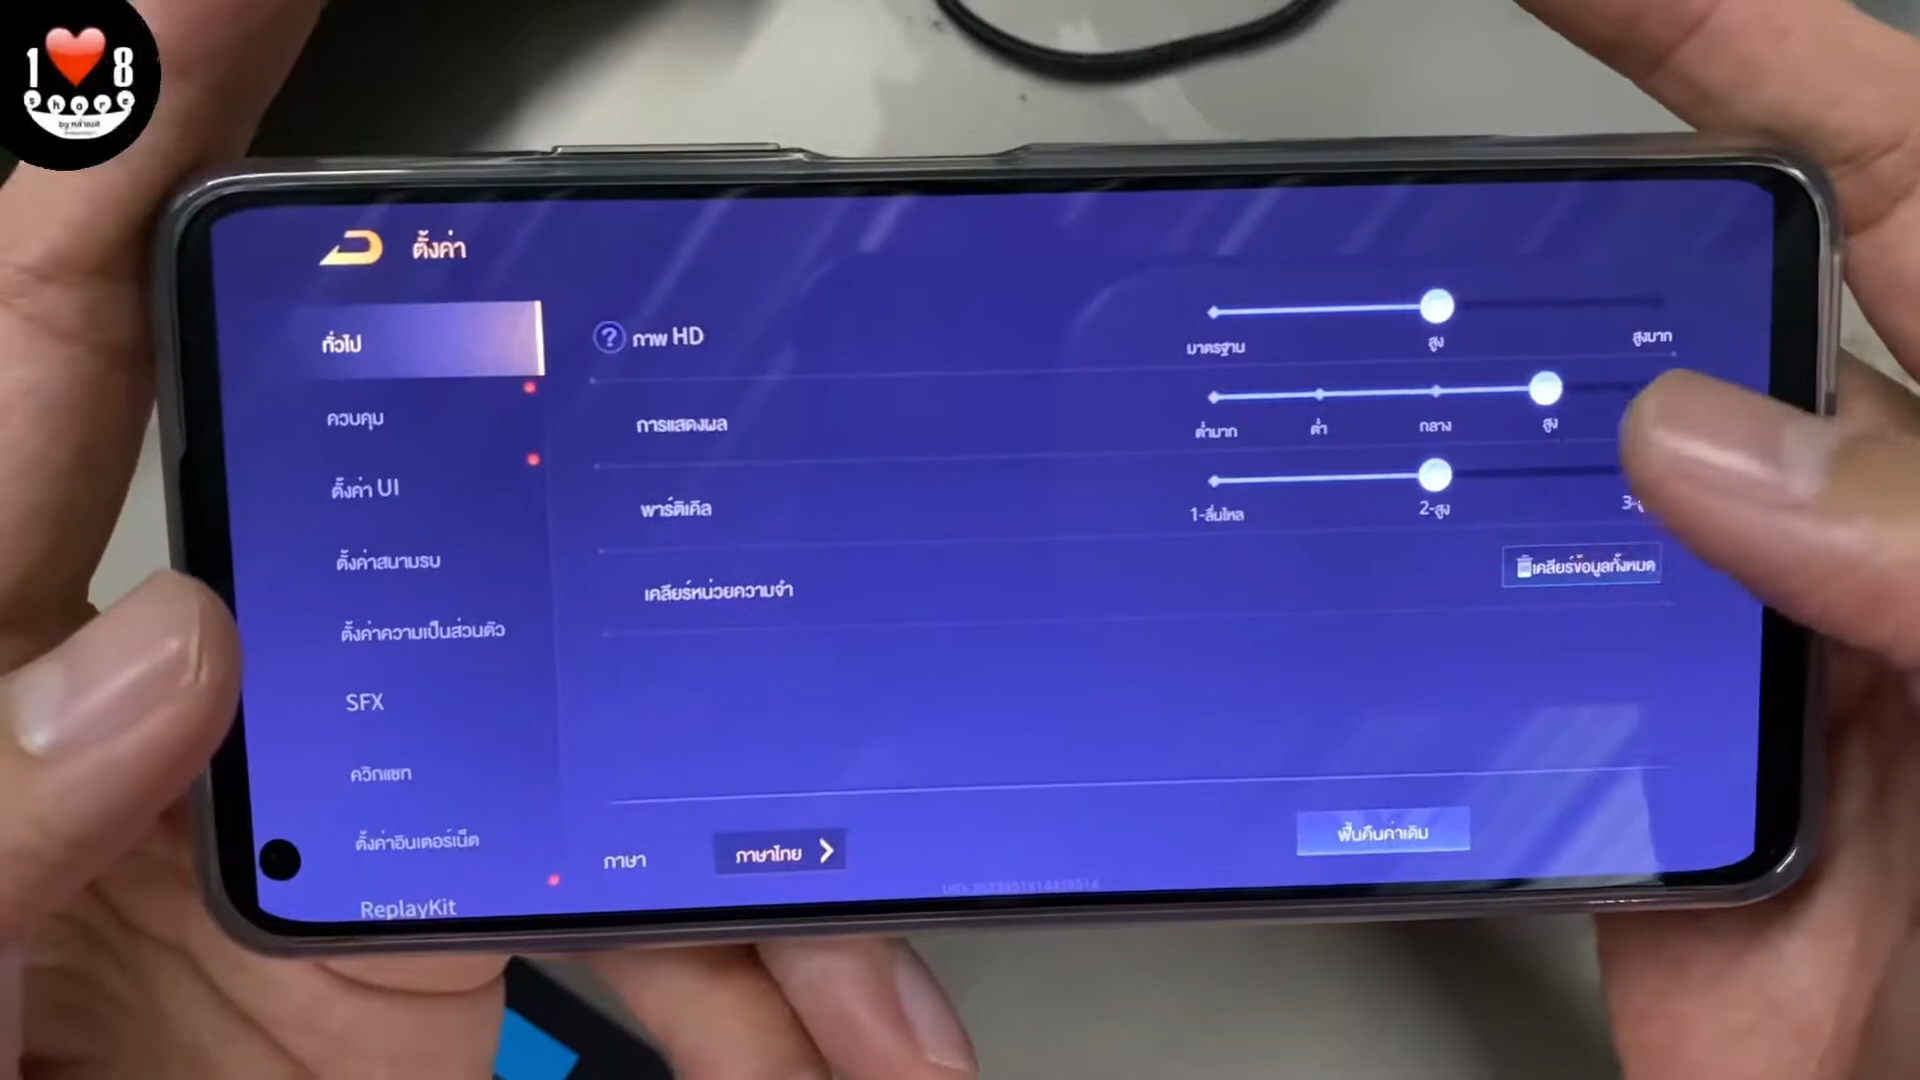 1 8
share
by หล่าแบส
ตั้งค่า
ทั่วไป
ควบคุม
ตั้งค่า UI
ตั้งค่าสนามรบ
ตั้งค่าความเป็นส่วนตัว
SFX
ควิกแชท
ตั้งค่าอินเตอร์เน็ต
ReplayKit
? ภาพ HD
มาตรฐาน สูง สูงมาก
การแสดงผล
ต่ำมาก ต่ำ กลาง สูง
พาร์ติเคิล
1-ลื่นไหล 2-สูง 3-
เคลียร์หน่วยความจำ
เคลียร์ข้อมูลทั้งหมด
ภาษา
ภาษาไทย
ฟื้นคืนค่าเดิม